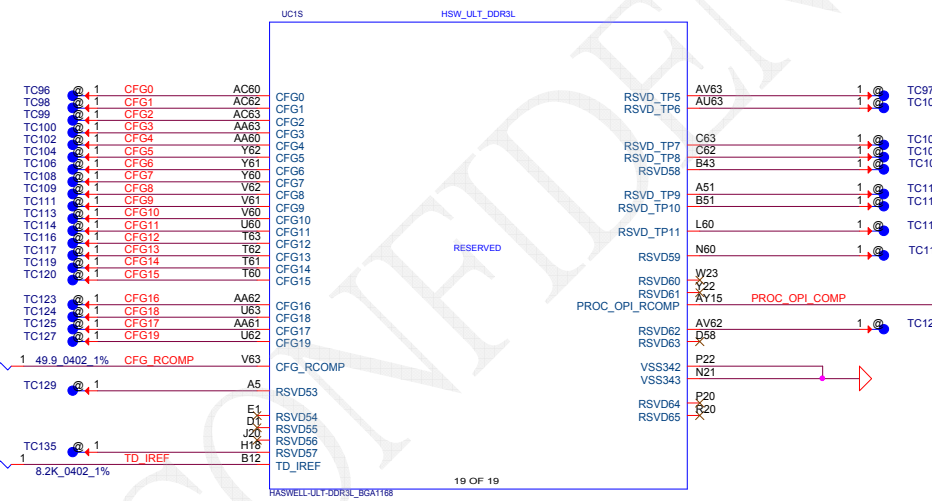 UC1S HSW_ULT_DDR3L
TC96 @ 1 CFG0 AC60 CFG0
TC98 @ 1 CFG1 AC62 CFG1
TC99 @ 1 CFG2 AC63 CFG2
TC100 @ 1 CFG3 AA63 CFG3
TC102 @ 1 CFG4 AA60 CFG4
TC104 @ 1 CFG5 Y62 CFG5
TC106 @ 1 CFG6 Y61 CFG6
TC108 @ 1 CFG7 Y60 CFG7
TC109 @ 1 CFG8 V62 CFG8
TC111 @ 1 CFG9 V61 CFG9
TC113 @ 1 CFG10 V60 CFG10
TC114 @ 1 CFG11 U60 CFG11
TC116 @ 1 CFG12 T63 CFG12
TC117 @ 1 CFG13 T62 CFG13
TC119 @ 1 CFG14 T61 CFG14
TC120 @ 1 CFG15 T60 CFG15
TC123 @ 1 CFG16 AA62 CFG16
TC124 @ 1 CFG18 U63 CFG18
TC125 @ 1 CFG17 AA61 CFG17
TC127 @ 1 CFG19 U62 CFG19
1 49.9_0402_1% CFG_RCOMP V63 CFG_RCOMP
TC129 @ 1 A5 RSVD53
E1 RSVD54
RSVD55
J20 RSVD56
TC135 @ 1 H18 RSVD57
1 8.2K_0402_1% TD_IREF B12 TD_IREF
RESERVED
RSVD_TP5 AV63 1 @ TC97
RSVD_TP6 AU63 1 @
RSVD_TP7 C63 1 @
RSVD_TP8 C62 1 @
RSVD58 B43 1 @
RSVD_TP9 A51 1 @
RSVD_TP10 B51 1 @
RSVD_TP11 L60 1 @
RSVD59 N60 1 @
RSVD60 W23
RSVD61 Y22
PROC_OPI_RCOMP AY15 PROC_OPI_COMP
RSVD62 AV62 1 @
RSVD63 D58
VSS342 P22
VSS343 N21
RSVD64 P20
RSVD65 R20
19 OF 19
HASWELL-ULT-DDR3L_BGA1168
CONFIDEN